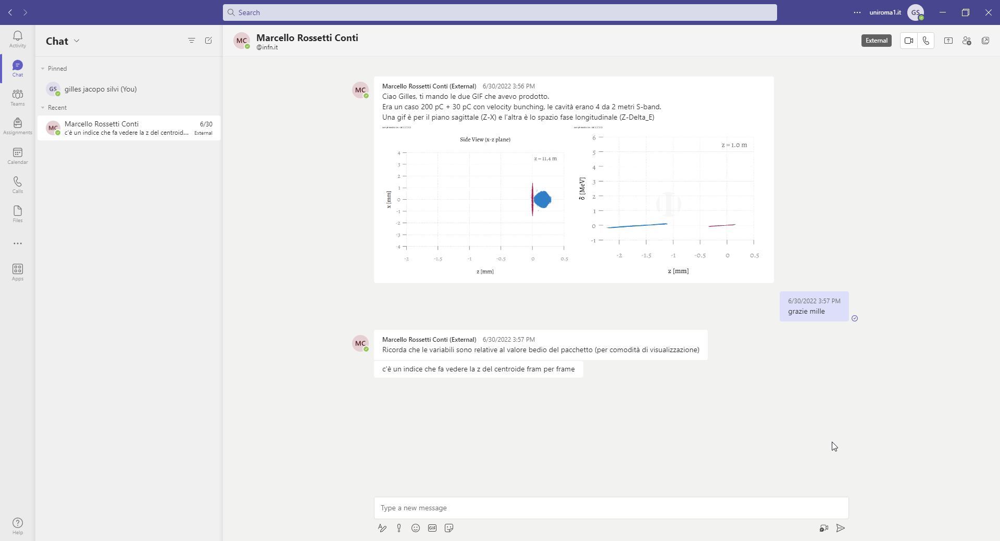 Search
uniroma1.it
GS
Activity
Chat
Teams
Assignments
Calendar
Calls
Files
Apps
Help
Chat
Pinned
GS
gilles jacopo silvi (You)
Recent
MC
Marcello Rossetti Conti
6/30
c'è un indice che fa vedere la z del centroid...
External
MC
Marcello Rossetti Conti
@infn.it
External
MC
Marcello Rossetti Conti (External) 6/30/2022 3:56 PM
Ciao Gilles, ti mando le due GIF che avevo prodotto.
Era un caso 200 pC + 30 pC con velocity bunching, le cavità erano 4 da 2 metri S-band.
Una gif è per il piano sagittale (Z-X) e l'altra è lo spazio fase longitudinale (Z-Delta_E)
Side View (x-z plane)
z = 11.4 m
4
3
2
1
0
-1
-2
-3
-4
x [mm]
-2 -1.5 -1 -0.5 0 0.5
z [mm]
z = 1.0 m
6
5
4
3
2
1
0
-1
δ [MeV]
-2 -1.5 -1 -0.5 0 0.5
z [mm]
6/30/2022 3:57 PM
grazie mille
MC
Marcello Rossetti Conti (External) 6/30/2022 3:57 PM
Ricorda che le variabili sono relative al valore bedio del pacchetto (per comodità di visualizzazione)
c'è un indice che fa vedere la z del centroide fram per frame
Type a new message
GIF